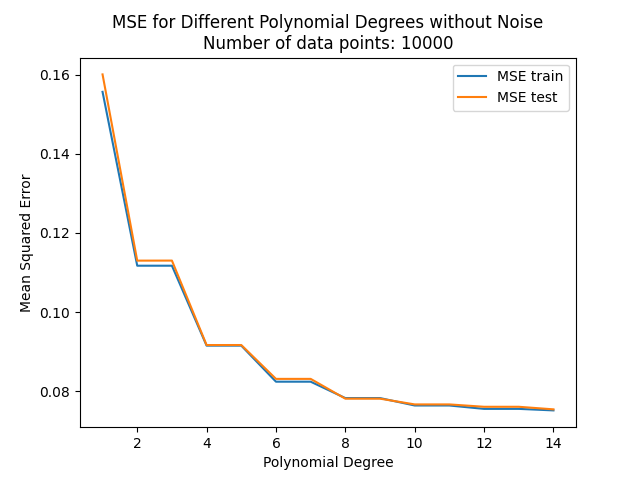 MSE for Different Polynomial Degrees without Noise
Number of data points: 10000
MSE train
MSE test
0.16
0.14
0.12
0.10
0.08
Mean Squared Error
2 4 6 8 10 12 14
Polynomial Degree